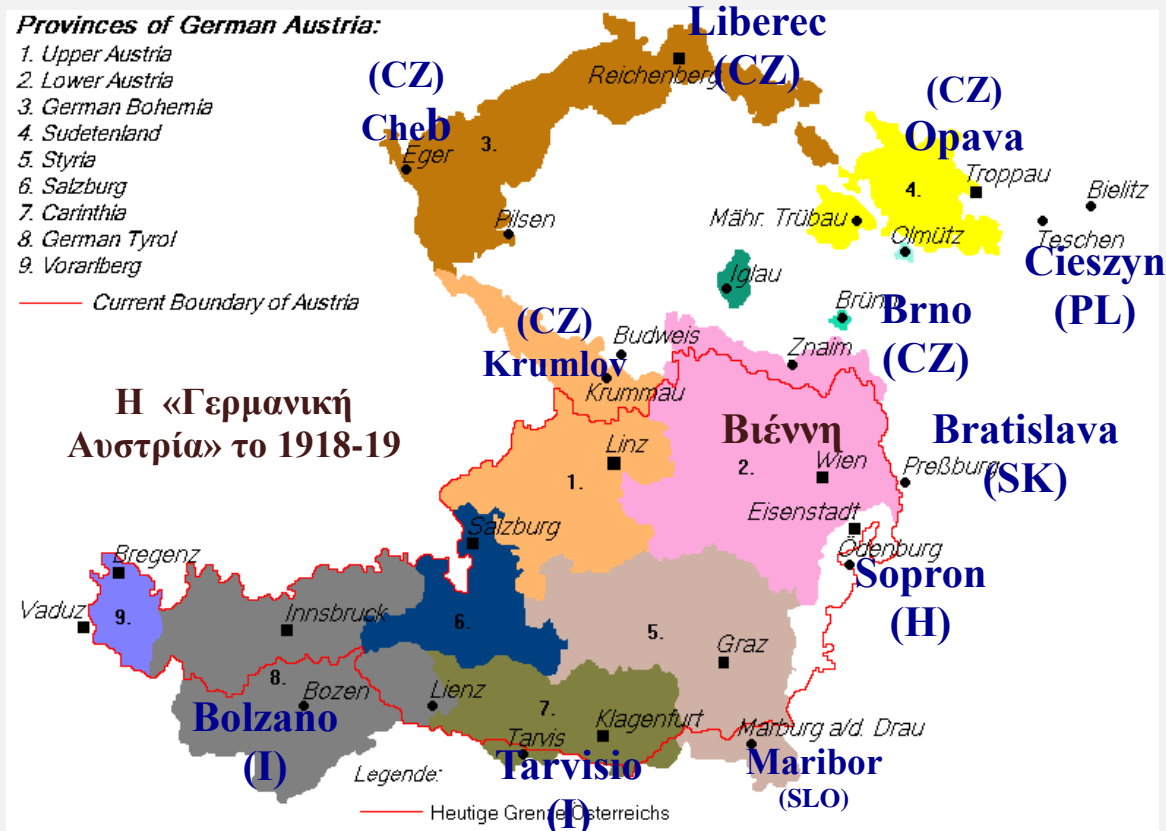 Provinces of German Austria:
1. Upper Austria
2. Lower Austria
3. German Bohemia
4. Sudetenland
5. Styria
6. Salzburg
7. Carinthia
8. German Tyrol
9. Vorarlberg
Current Boundary of Austria
Liberec
(CZ)
Reichenberg
(CZ)
Cheb
Eger
3.
Pilsen
(CZ)
Opava
Troppau
4.
Mähr. Trübau
Olmütz
Bielitz
Teschen
Cieszyn
(PL)
Iglau
Brünn
Brno
(CZ)
(CZ)
Krumlov
Budweis
Krummau
Znaim
Η «Γερμανική
Αυστρία» το 1918-19
Βιέννη
2.
Wien
Bratislava
(SK)
Preßburg
Linz
1.
Eisenstadt
Ödenburg
Sopron
(H)
Salzburg
Bregenz
Vaduz
9.
Innsbruck
6.
5.
Graz
8.
Bozen
Bolzano
(I)
Lienz
7.
Klagenfurt
Tarvis
Tarvisio
(I)
Marburg a/d. Drau
Maribor
(SLO)
Legende:
Heutige Grenze Österreichs